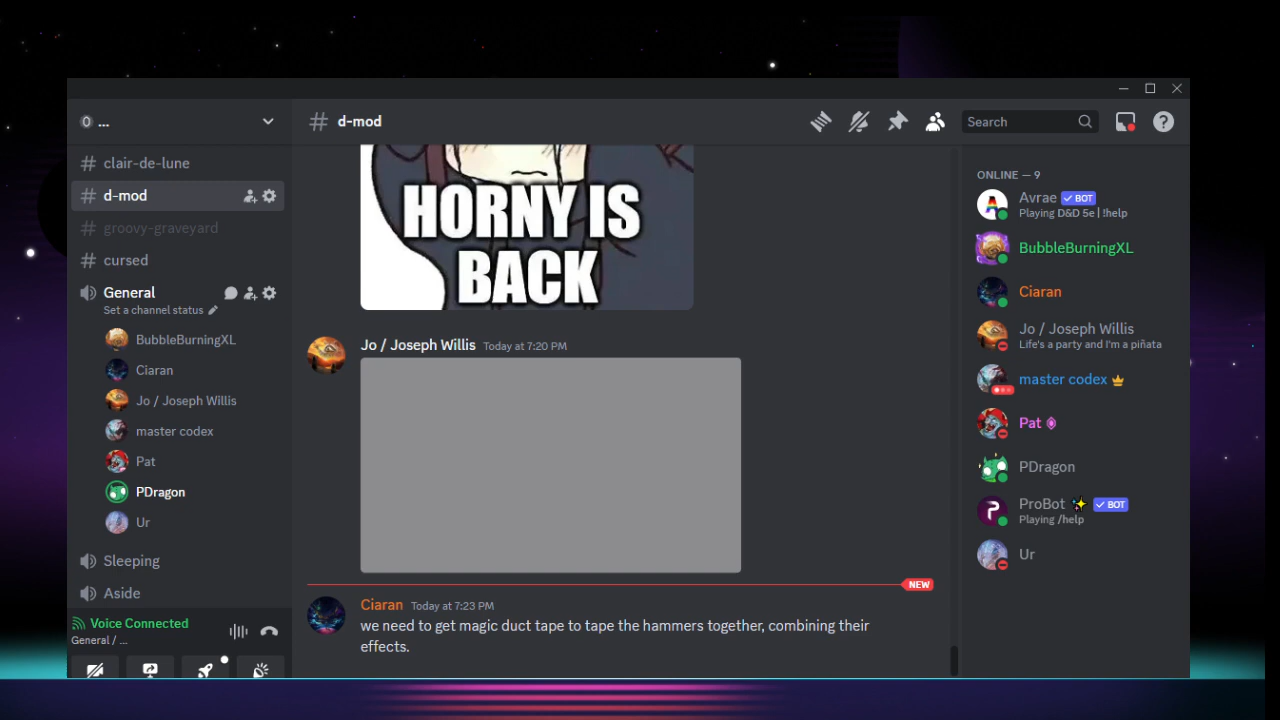 ...
# d-mod
Search
# clair-de-lune
# d-mod
# groovy-graveyard
# cursed
General
Set a channel status
BubbleBurningXL
Ciaran
Jo / Joseph Willis
master codex
Pat
PDragon
Ur
Sleeping
Aside
Voice Connected
General / ...
HORNY IS
BACK
Jo / Joseph Willis Today at 7:20 PM
NEW
Ciaran Today at 7:23 PM
we need to get magic duct tape to tape the hammers together, combining their
effects.
ONLINE — 9
Avrae BOT
Playing D&D 5e | !help
BubbleBurningXL
Ciaran
Jo / Joseph Willis
Life's a party and I'm a piñata
master codex
Pat
PDragon
ProBot BOT
Playing /help
Ur